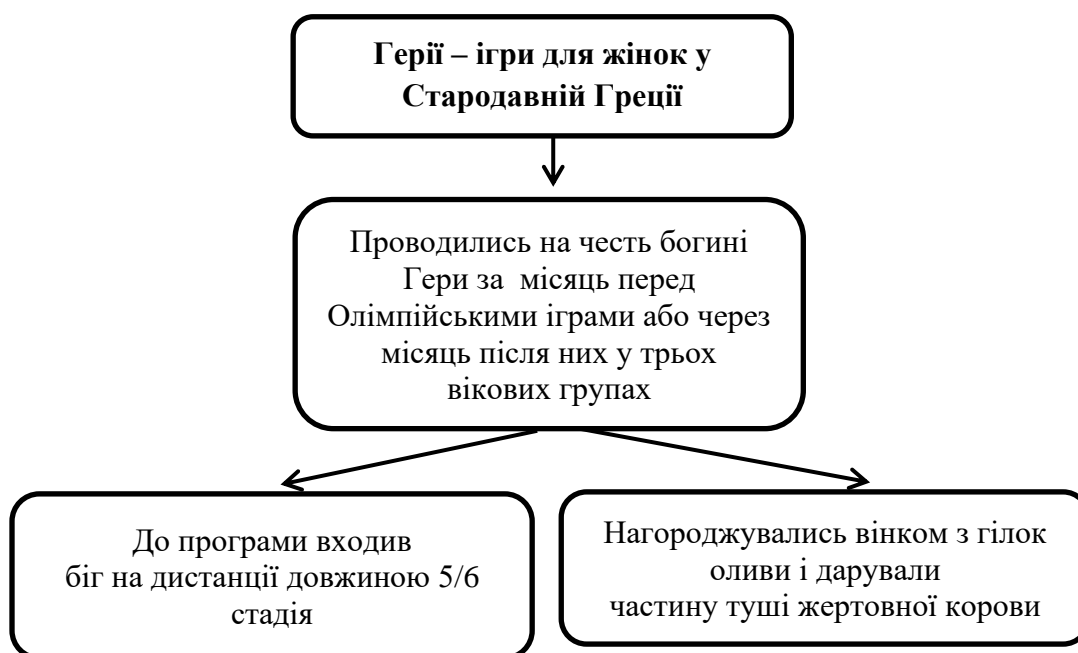 Герії – ігри для жінок у
Стародавній Греції
Проводились на честь богині
Гери за місяць перед
Олімпійськими іграми або через
місяць після них у трьох
вікових групах
До програми входив
біг на дистанції довжиною 5/6
стадія
Нагороджувались вінком з гілок
оливи і дарували
частину туші жертовної корови